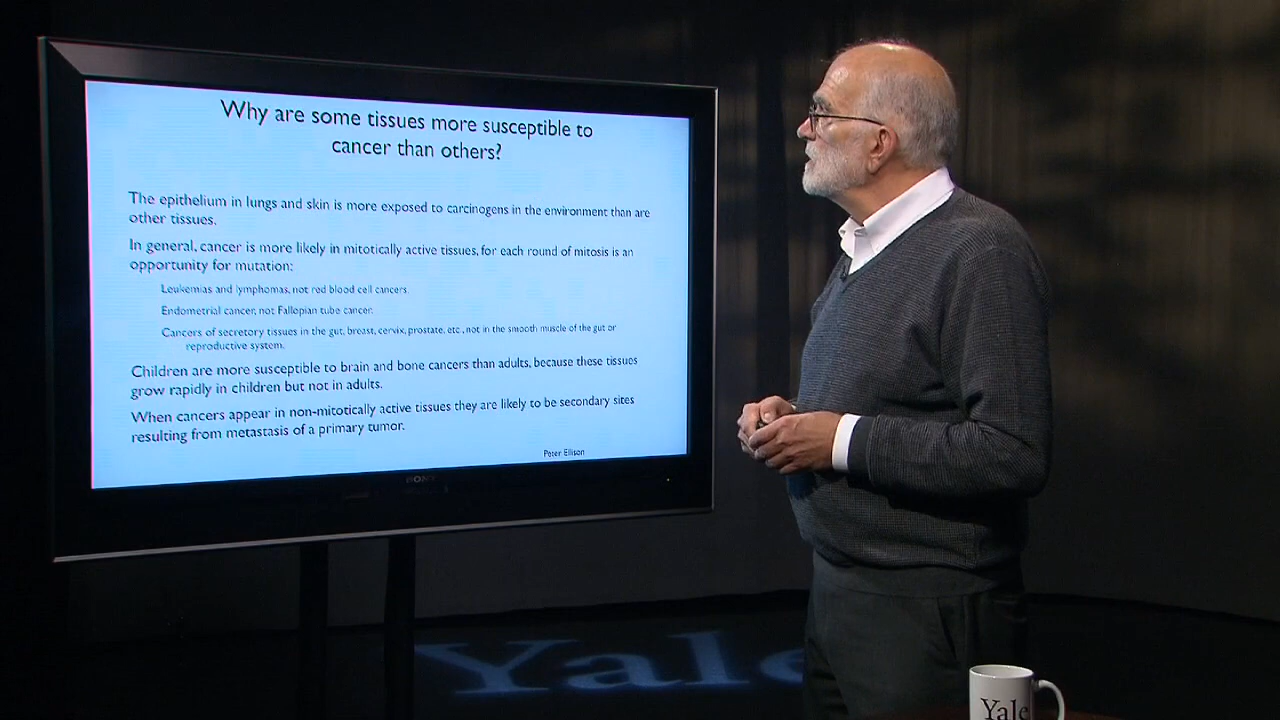 Why are some tissues more susceptible to
cancer than others?
The epithelium in lungs and skin is more exposed to carcinogens in the environment than are
other tissues.
In general, cancer is more likely in mitotically active tissues, for each round of mitosis is an
opportunity for mutation:
Leukemias and lymphomas, not red blood cell cancers.
Endometrial cancer, not Fallopian tube cancer.
Cancers of secretory tissues in the gut, breast, cervix, prostate, etc., not in the smooth muscle of the gut or
reproductive system.
Children are more susceptible to brain and bone cancers than adults, because these tissues
grow rapidly in children but not in adults.
When cancers appear in non-mitotically active tissues they are likely to be secondary sites
resulting from metastasis of a primary tumor.
Peter Ellison
SONY
Yale
Yale